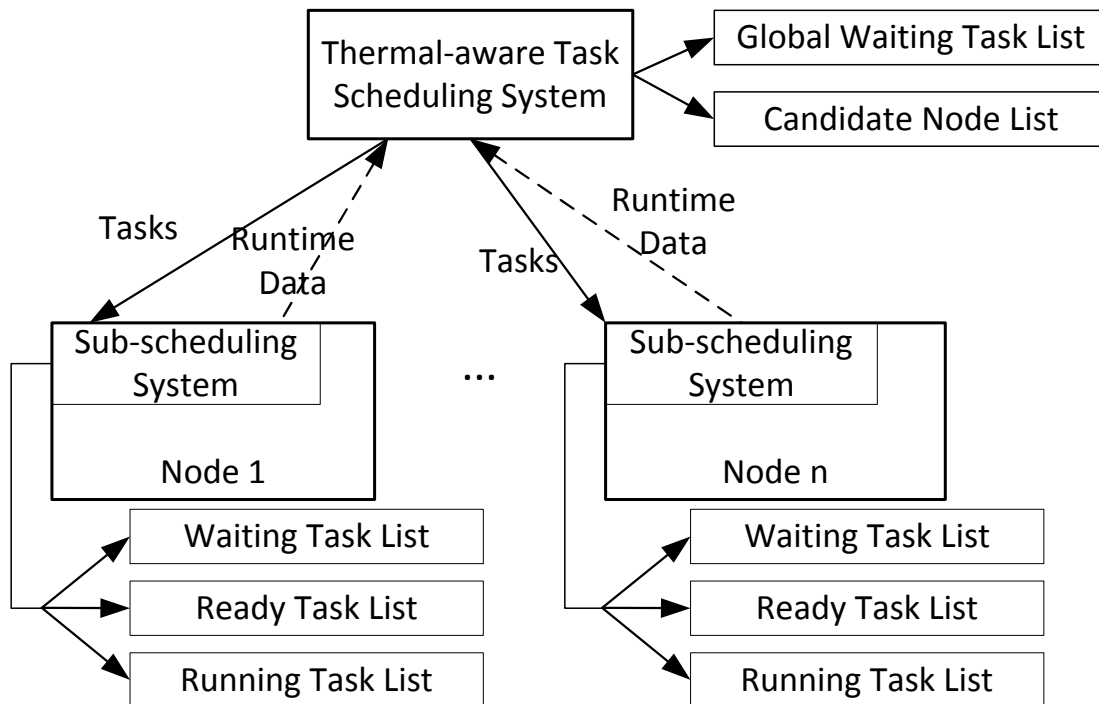 Thermal-aware Task
Scheduling System
Global Waiting Task List
Candidate Node List
Tasks
Runtime
Data
Tasks
Runtime
Data
Sub-scheduling
System
Node 1
...
Sub-scheduling
System
Node n
Waiting Task List
Ready Task List
Running Task List
Waiting Task List
Ready Task List
Running Task List